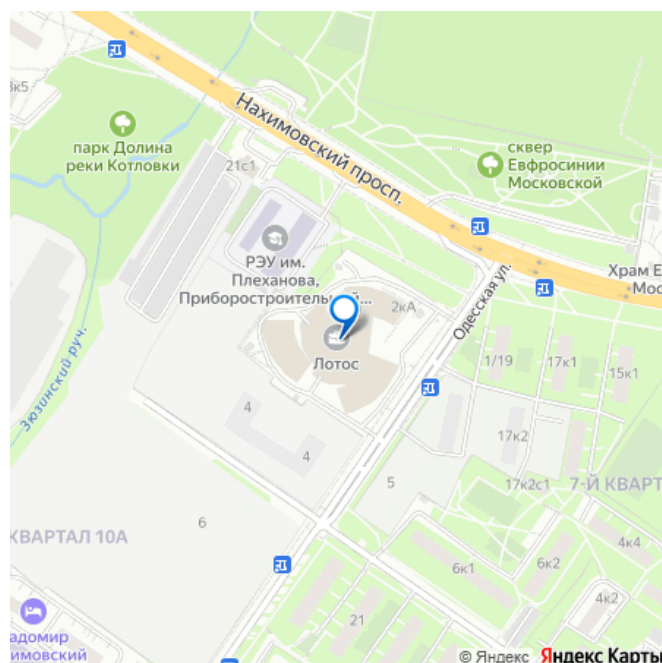 3к5
Нахимовский просп.
парк Долина
реки Котловки
21с1
сквер
Евфросинии
Московской
РЭУ им.
Плеханова,
Приборостроительный...
2кА
Храм Е
Мос
Одесская ул.
Лотос
1/19
17к1
15к1
Зюзинский руч.
4
17к2
4
5
17к2с1
7-Й КВАРТ
6
КВАРТАЛ 10А
4к4
6к2
6к1
4к2
21
адомир
имовский
© Яндекс Яндекс Карты